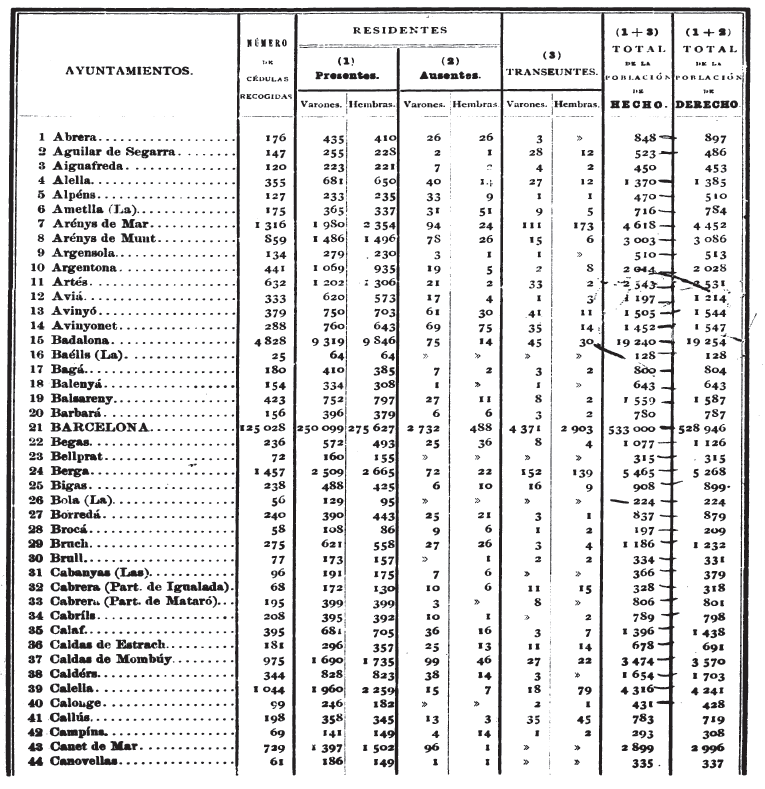 AYUNTAMIENTOS. NÚMERO DE CÉDULAS RECOGIDAS RESIDENTES (3) TRANSEUNTES. (1+3) TOTAL DE LA POBLACIÓN DE HECHO. (1+2) TOTAL DE LA POBLACIÓN DE DERECHO
(1) Presentes. (2) Ausentes.
Varones. Hembras. Varones. Hembras Varones. Hembras.
1 Abrera 176 435 410 26 26 3 » 848 897
2 Aguilar de Segarra 147 255 228 2 1 28 12 523 486
3 Aiguafreda 120 223 221 7 2 4 2 450 453
4 Alella 355 681 650 40 14 27 12 1 370 1 385
5 Alpéns 127 233 235 33 9 1 1 470 510
6 Ametlla (La) 175 365 337 31 51 9 5 716 784
7 Arénys de Mar 1 316 1 980 2 354 94 24 111 173 4 618 4 452
8 Arénys de Munt 859 1 486 1 496 78 26 15 6 3 003 3 086
9 Argensola 134 279 230 3 1 1 » 510 513
10 Argentona 441 1 069 935 19 5 2 8 2 014 2 028
11 Artés 632 1 202 1 306 21 2 33 2 2 543 2 531
12 Aviá 333 620 573 17 4 1 3 1 197 1 214
13 Avinyó 379 750 703 61 30 41 11 1 505 1 544
14 Avinyonet 288 760 643 69 75 35 14 1 452 1 547
15 Badalona 4 828 9 319 9 846 75 14 45 30 19 240 19 254
16 Baélls (La) 25 64 64 » » » » 128 128
17 Bagá 180 410 385 7 2 3 2 800 804
18 Balenyá 154 334 308 1 » 1 » 643 643
19 Balsareny 423 752 797 27 11 8 2 1 559 1 587
20 Barbará 156 396 379 6 6 3 2 780 787
21 BARCELONA 125 028 250 099 275 627 2 732 488 4 371 2 903 533 000 528 946
22 Begas 236 572 493 25 36 8 4 1 077 1 126
23 Bellprat 72 160 155 » » » » 315 315
24 Berga 1 457 2 509 2 665 72 22 152 139 5 465 5 268
25 Bigas 238 488 425 6 10 16 9 908 899
26 Bola (La) 56 129 95 » » » » 224 224
27 Borredá 240 390 443 25 21 3 1 837 879
28 Brocá 58 108 86 9 6 1 2 197 209
29 Bruch 275 621 558 27 26 3 4 1 186 1 232
30 Brull 77 173 157 » 1 2 2 334 331
31 Cabanyas (Las) 96 191 175 7 6 » » 366 379
32 Cabrera (Part. de Igualada). 68 172 130 10 6 11 15 328 318
33 Cabrera (Part. de Mataró) 195 399 399 3 » 8 » 806 801
34 Cabríls 208 395 392 10 1 » 2 789 798
35 Calaf 395 681 705 36 16 3 7 1 396 1 438
36 Caldas de Estrach 181 296 357 25 13 11 14 678 691
37 Caldas de Mombúy 975 1 690 1 735 99 46 27 22 3 474 3 570
38 Caldérs 344 828 823 38 14 3 » 1 654 1 703
39 Calella 1 044 1 960 2 259 15 7 18 79 4 316 4 241
40 Calonge 99 246 182 » » 2 1 431 428
41 Callús 198 358 345 13 3 35 45 783 719
42 Campíns 69 141 149 4 14 1 2 293 308
43 Canet de Mar 729 1 397 1 502 96 1 » » 2 899 2 996
44 Canovellas 61 186 149 1 1 » » 335 337